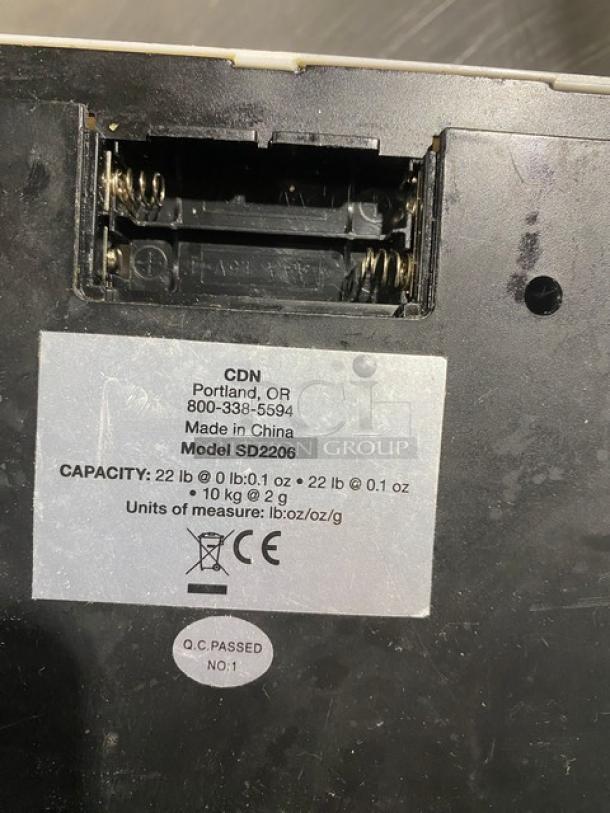 CDN
Portland, OR
800-338-5594
Made in China
Model SD2206
CAPACITY: 22 lb @ 0 lb:0.1 oz • 22 lb @ 0.1 oz
• 10 kg @ 2 g
Units of measure: lb:oz/oz/g
CE
Q.C.PASSED
NO:1
GROUP